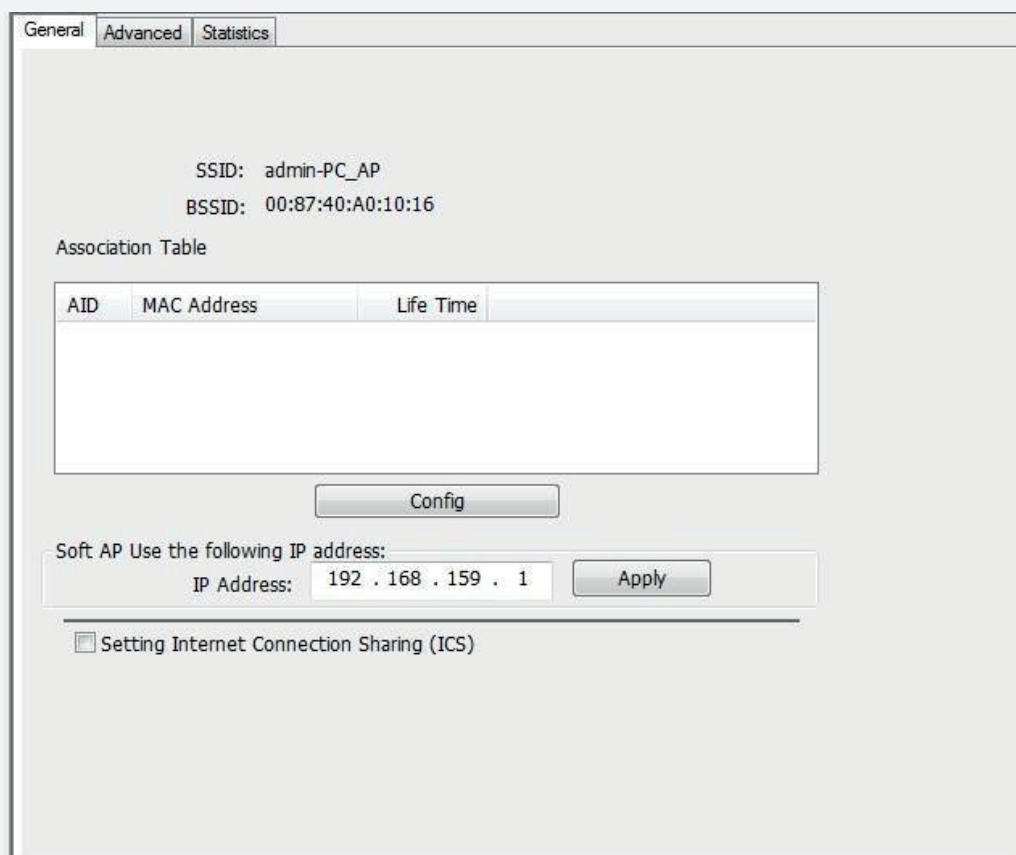 General Advanced Statistics
SSID: admin-PC_AP
BSSID: 00:87:40:A0:10:16
Association Table
AID MAC Address Life Time
Config
Soft AP Use the following IP address:
IP Address: 192 . 168 . 159 . 1 Apply
Setting Internet Connection Sharing (ICS)